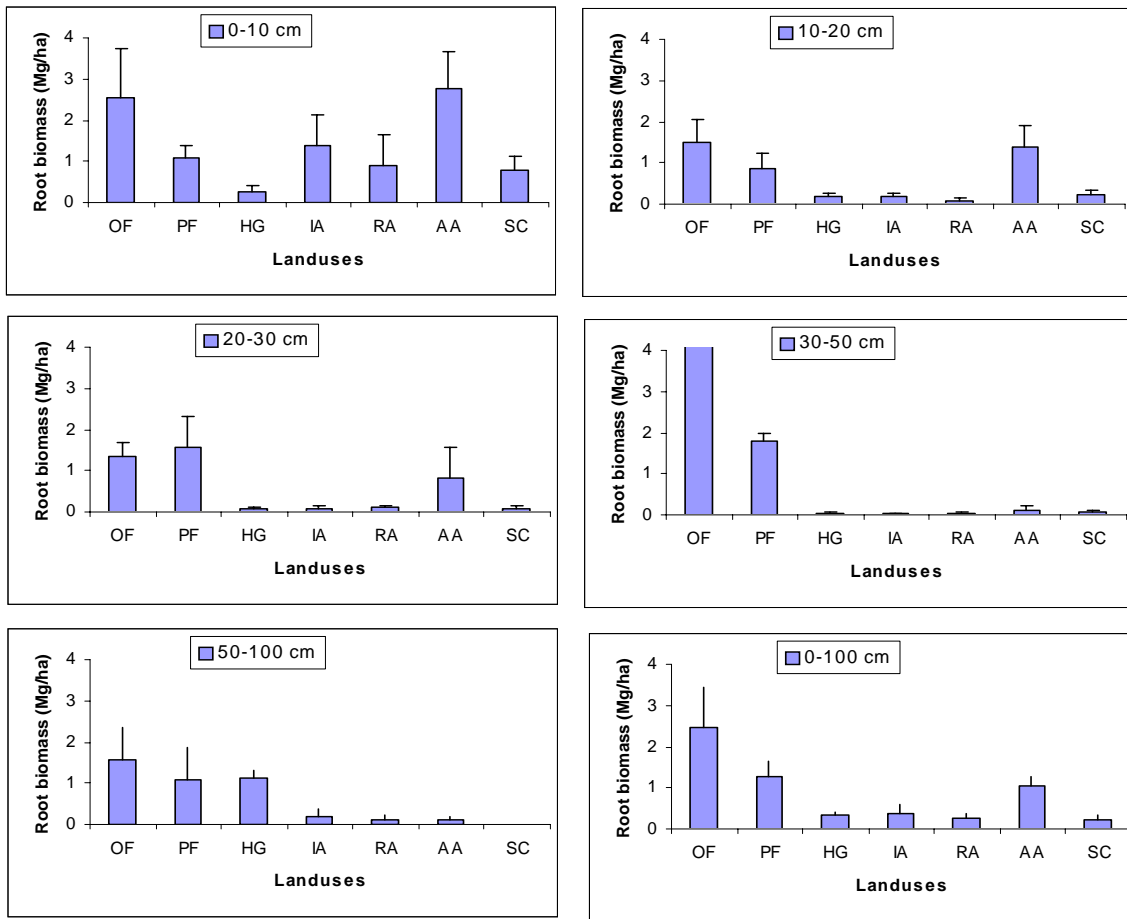 0-10 cm
Root biomass (Mg/ha)
4
3
2
1
0
OF PF HG IA RA AA SC
Landuses
10-20 cm
Root biomass (Mg/ha)
4
3
2
1
0
OF PF HG IA RA AA SC
Landuses
20-30 cm
Root biomass (Mg/ha)
4
3
2
1
0
OF PF HG IA RA AA SC
Landuses
30-50 cm
Root biomass (Mg/ha)
4
3
2
1
0
OF PF HG IA RA AA SC
Landuses
50-100 cm
Root biomass (Mg/ha)
4
3
2
1
0
OF PF HG IA RA AA SC
Landuses
0-100 cm
Root biomass (Mg/ha)
4
3
2
1
0
OF PF HG IA RA AA SC
Landuses